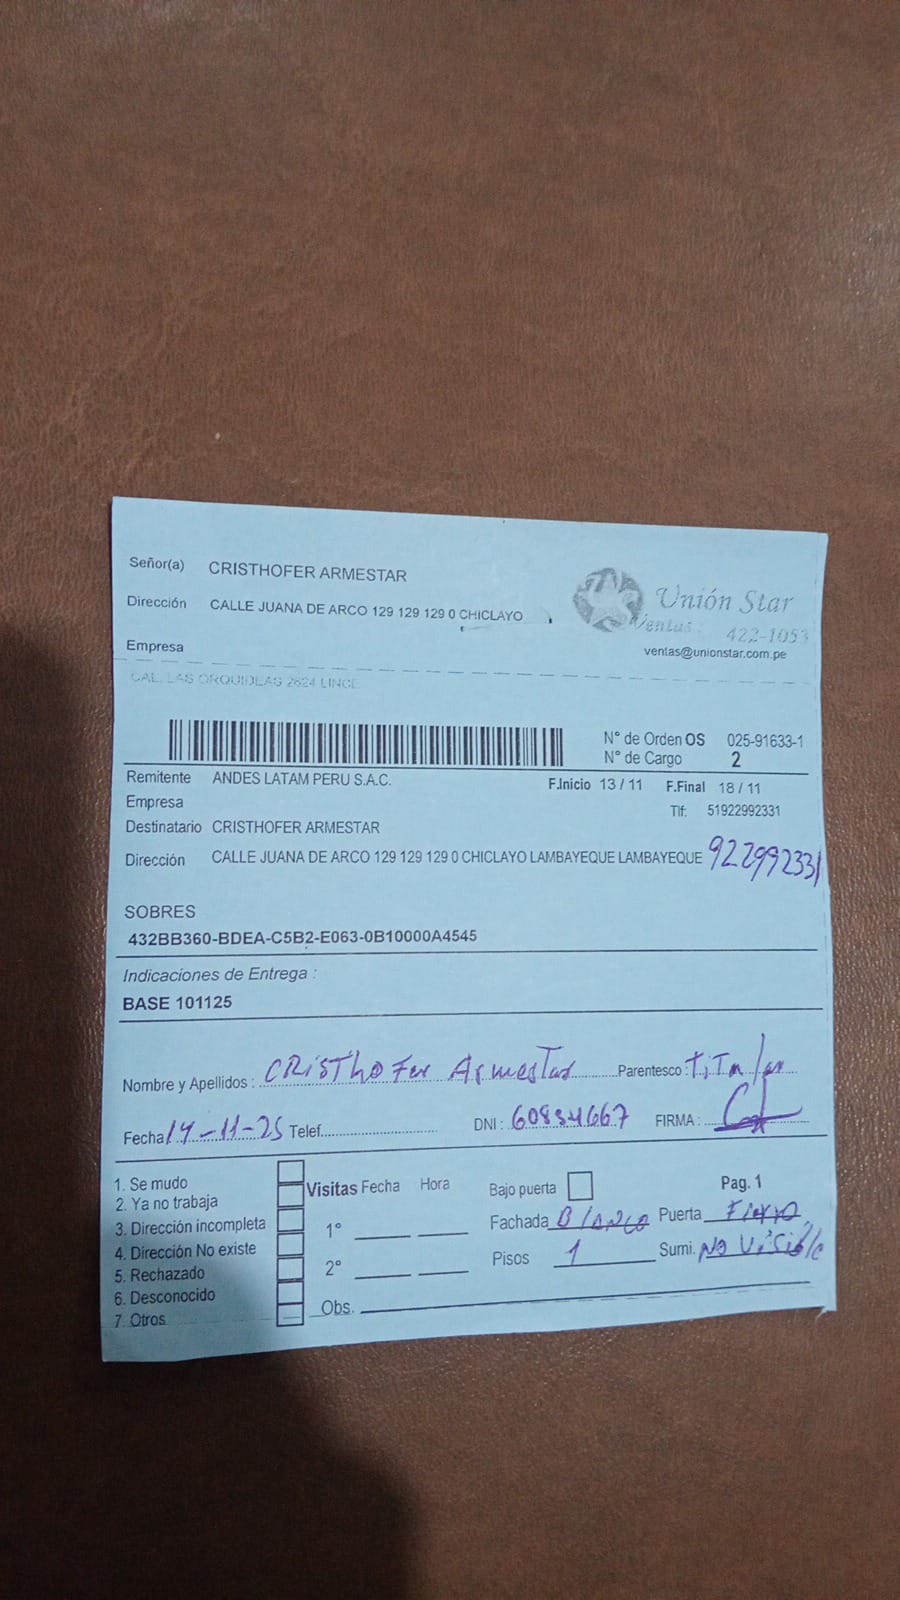 Señor(a) CRISTHOFER ARMESTAR
Dirección CALLE JUANA DE ARCO 129 129 129 0 CHICLAYO
Empresa
Unión Star
Ventas: 422-1053
ventas@unionstar.com.pe
CAL. LAS ORQUIDEAS 2624 LINCE
N° de Orden OS 025-91633-1
N° de Cargo 2
Remitente ANDES LATAM PERU S.A.C.
F.Inicio 13 / 11 F.Final 18 / 11
Empresa
Tlf: 51922992331
Destinatario CRISTHOFER ARMESTAR
Dirección CALLE JUANA DE ARCO 129 129 129 0 CHICLAYO LAMBAYEQUE LAMBAYEQUE 922992331
SOBRES
432BB360-BDEA-C5B2-E063-0B10000A4545
Indicaciones de Entrega :
BASE 101125
Nombre y Apellidos : CRISTHOFER ArmesTar Parentesco : TiTular
Fecha 14-11-25 Telef. DNI : 60834667 FIRMA :
1. Se mudo
2. Ya no trabaja
3. Dirección incompleta
4. Dirección No existe
5. Rechazado
6. Desconocido
7. Otros
Visitas Fecha Hora
1°
2°
Obs.
Bajo puerta Pag. 1
Fachada BLANCO Puerta Fierro
Pisos 1 Sumi. No Visible